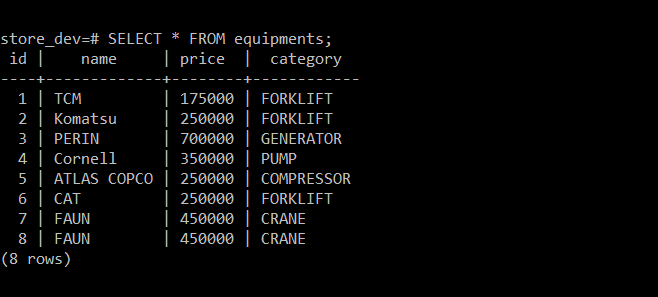 store_dev=# SELECT * FROM equipments;
 id |    name     | price  |  category
----+-------------+--------+------------
  1 | TCM         | 175000 | FORKLIFT
  2 | Komatsu     | 250000 | FORKLIFT
  3 | PERIN       | 700000 | GENERATOR
  4 | Cornell     | 350000 | PUMP
  5 | ATLAS COPCO | 250000 | COMPRESSOR
  6 | CAT         | 250000 | FORKLIFT
  7 | FAUN        | 450000 | CRANE
  8 | FAUN        | 450000 | CRANE
(8 rows)